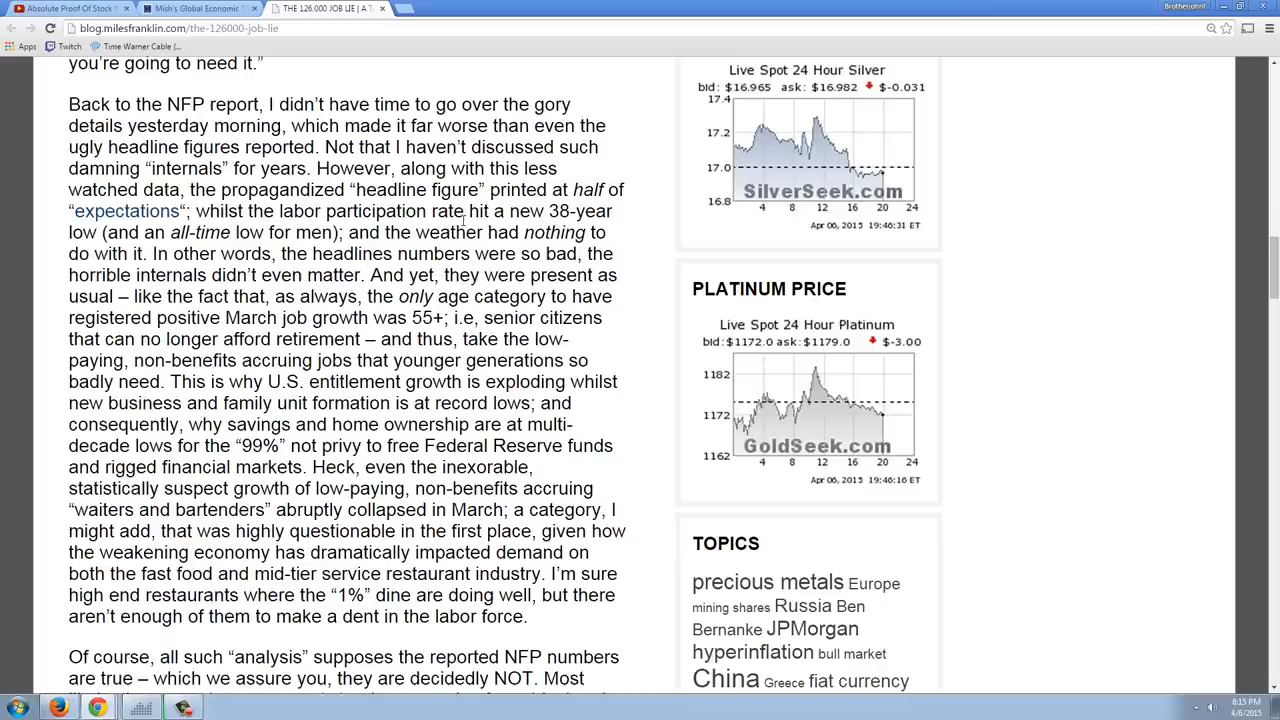 Absolute Proof Of Stock
Mish's Global Economic T
THE 126,000 JOB LIE | A T
Brotherjohnf
blog.milesfranklin.com/the-126000-job-lie
Apps
Twitch
Time Warner Cable (...
you're going to need it.”
Back to the NFP report, I didn't have time to go over the gory
details yesterday morning, which made it far worse than even the
ugly headline figures reported. Not that I haven't discussed such
damning “internals” for years. However, along with this less
watched data, the propagandized “headline figure” printed at half of
“expectations“; whilst the labor participation rate hit a new 38-year
low (and an all-time low for men); and the weather had nothing to
do with it. In other words, the headlines numbers were so bad, the
horrible internals didn't even matter. And yet, they were present as
usual – like the fact that, as always, the only age category to have
registered positive March job growth was 55+; i.e, senior citizens
that can no longer afford retirement – and thus, take the low-
paying, non-benefits accruing jobs that younger generations so
badly need. This is why U.S. entitlement growth is exploding whilst
new business and family unit formation is at record lows; and
consequently, why savings and home ownership are at multi-
decade lows for the “99%” not privy to free Federal Reserve funds
and rigged financial markets. Heck, even the inexorable,
statistically suspect growth of low-paying, non-benefits accruing
“waiters and bartenders” abruptly collapsed in March; a category, I
might add, that was highly questionable in the first place, given how
the weakening economy has dramatically impacted demand on
both the fast food and mid-tier service restaurant industry. I'm sure
high end restaurants where the “1%” dine are doing well, but there
aren't enough of them to make a dent in the labor force.
Of course, all such “analysis” supposes the reported NFP numbers
are true – which we assure you, they are decidedly NOT. Most
Live Spot 24 Hour Silver
bid: $16.965 ask: $16.982 $-0.031
17.4
17.2
17.0
16.8
SilverSeek.com
4 8 12 16 20 24
Apr 06, 2015 19:46:31 ET
PLATINUM PRICE
Live Spot 24 Hour Platinum
bid:$1172.0 ask:$1179.0 $-3.00
1182
1172
1162
GoldSeek.com
4 8 12 16 20 24
Apr 06, 2015 19:46:16 ET
TOPICS
precious metals Europe
mining shares Russia Ben
Bernanke JPMorgan
hyperinflation bull market
China Greece fiat currency
8:15 PM
4/6/2015